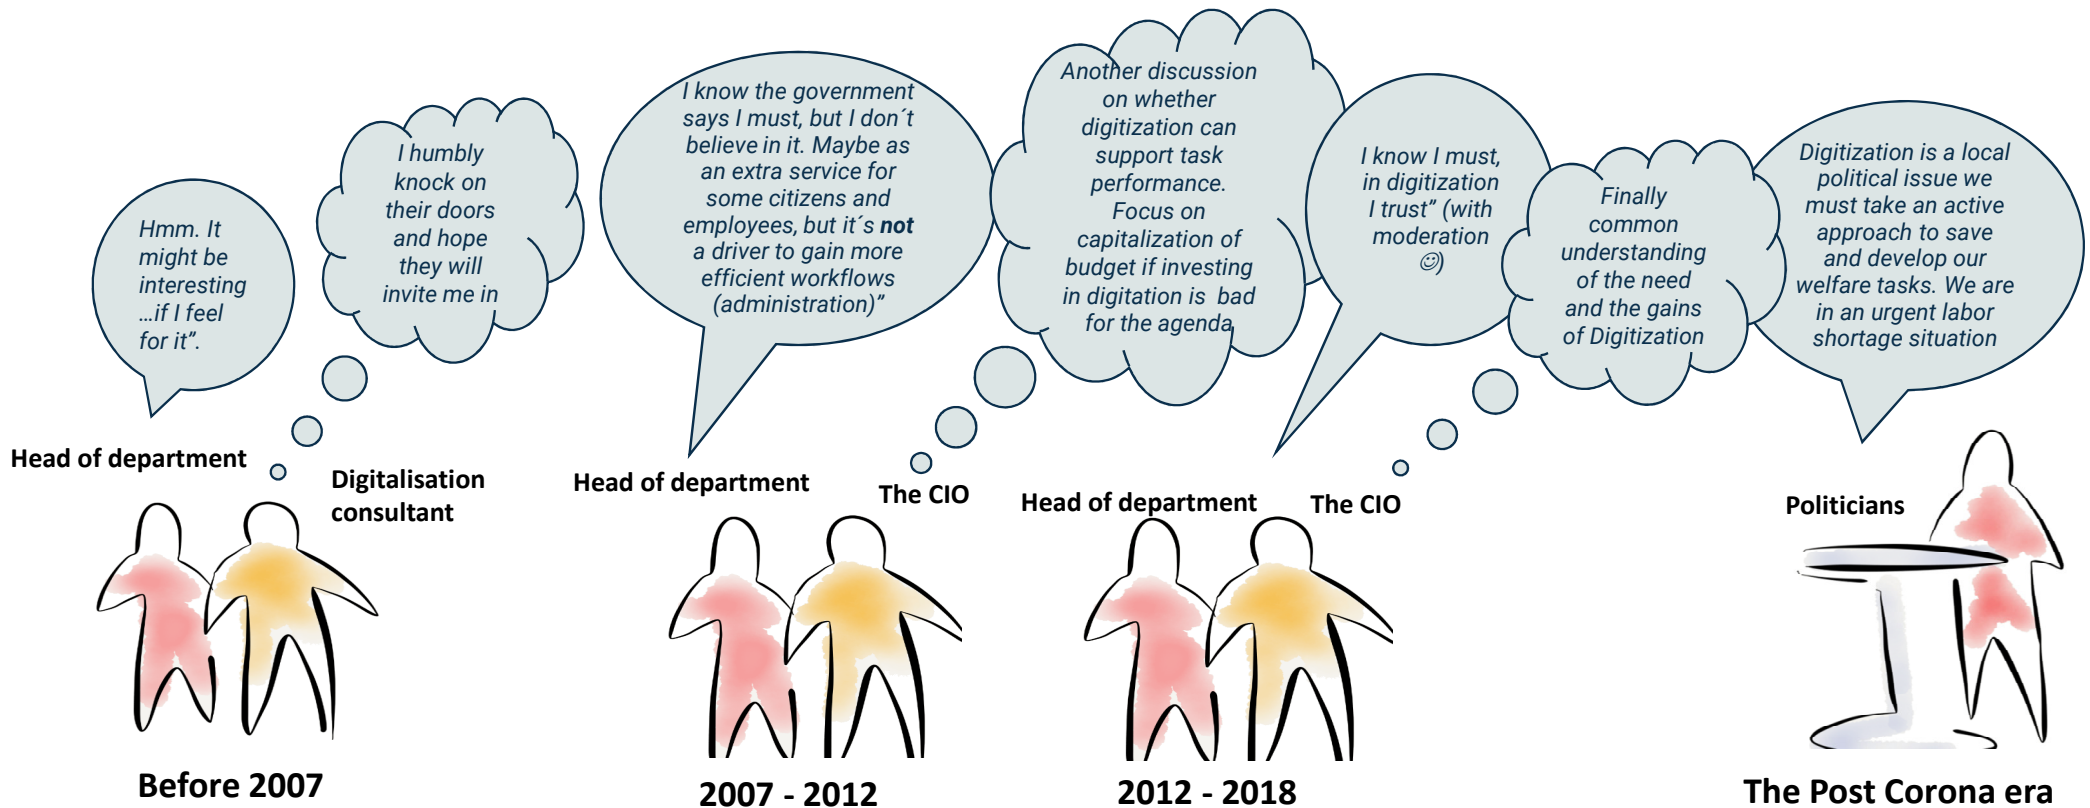 Hmm. It
might be
interesting
…if I feel
for it”.
Head of department
I humbly
knock on
their doors
and hope
they will
invite me in
Digitalisation
consultant
Before 2007
I know the government
says I must, but I don´t
believe in it. Maybe as
an extra service for
some citizens and
employees, but it´s not
a driver to gain more
efficient workflows
(administration)”
Head of department
Another discussion
on whether
digitization can
support task
performance.
Focus on
capitalization of
budget if investing
in digitation is bad
for the agenda
The CIO
2007 - 2012
I know I must,
in digitization
I trust” (with
moderation
☺)
Head of department
Finally
common
understanding
of the need
and the gains
of Digitization
The CIO
2012 - 2018
Digitization is a local
political issue we
must take an active
approach to save
and develop our
welfare tasks. We are
in an urgent labor
shortage situation
Politicians
The Post Corona era